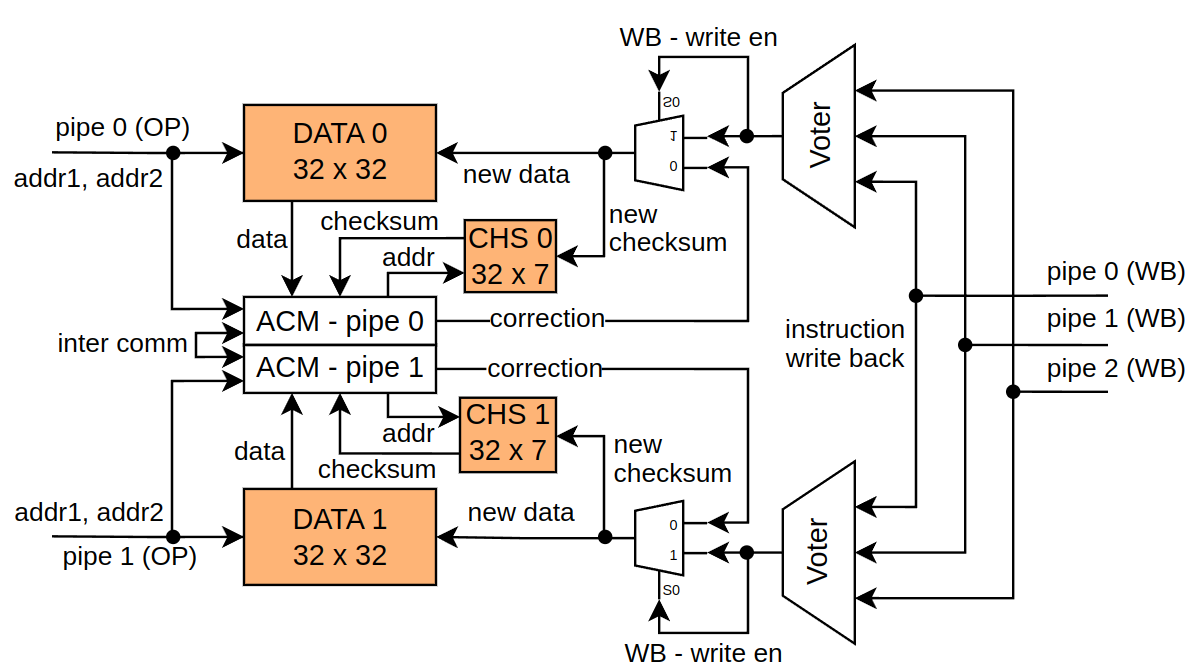 WB - write en
S0
pipe 0 (OP)
addr1, addr2
DATA 0
32 x 32
new data
1
0
Voter
checksum
data
addr
CHS 0
32 x 7
new
checksum
pipe 0 (WB)
ACM - pipe 0
correction
pipe 1 (WB)
inter comm
instruction
write back
ACM - pipe 1
correction
pipe 2 (WB)
addr
CHS 1
32 x 7
data
checksum
new
checksum
addr1, addr2
pipe 1 (OP)
DATA 1
32 x 32
new data
0
1
Voter
S0
WB - write en